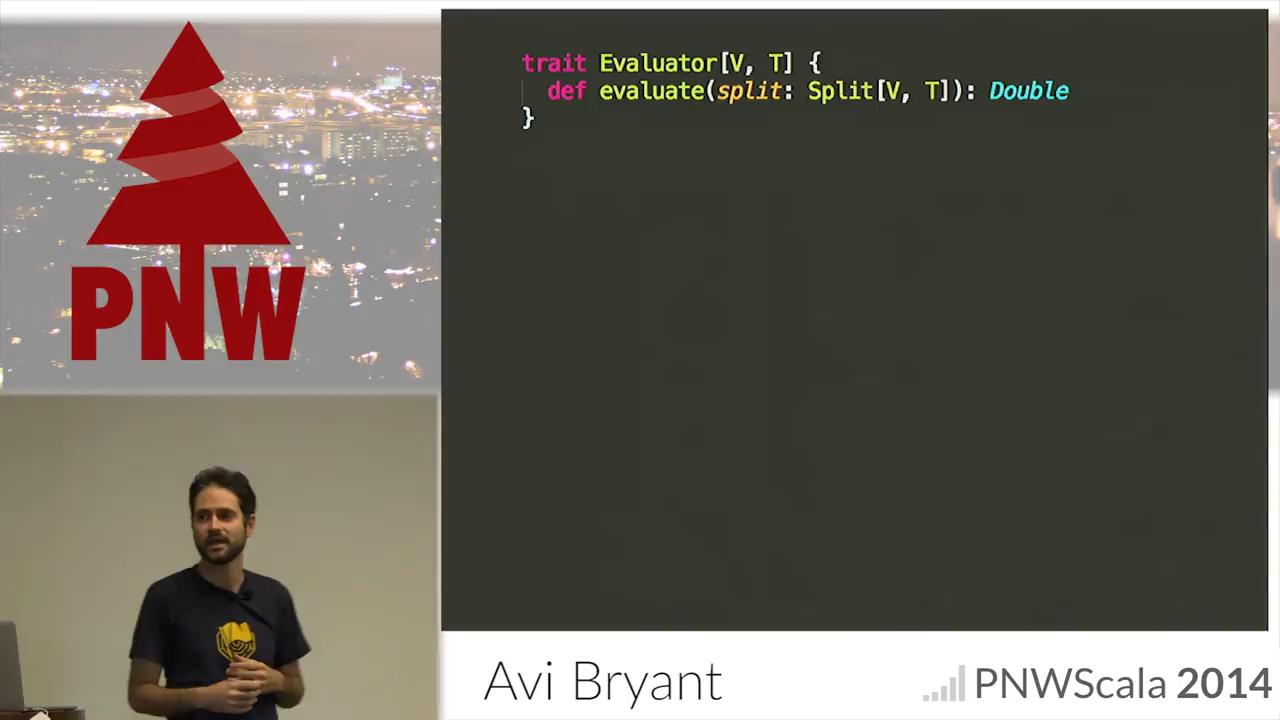 trait Evaluator[V, T] {
  def evaluate(split: Split[V, T]): Double
}
PNW
Avi Bryant
PNWScala 2014